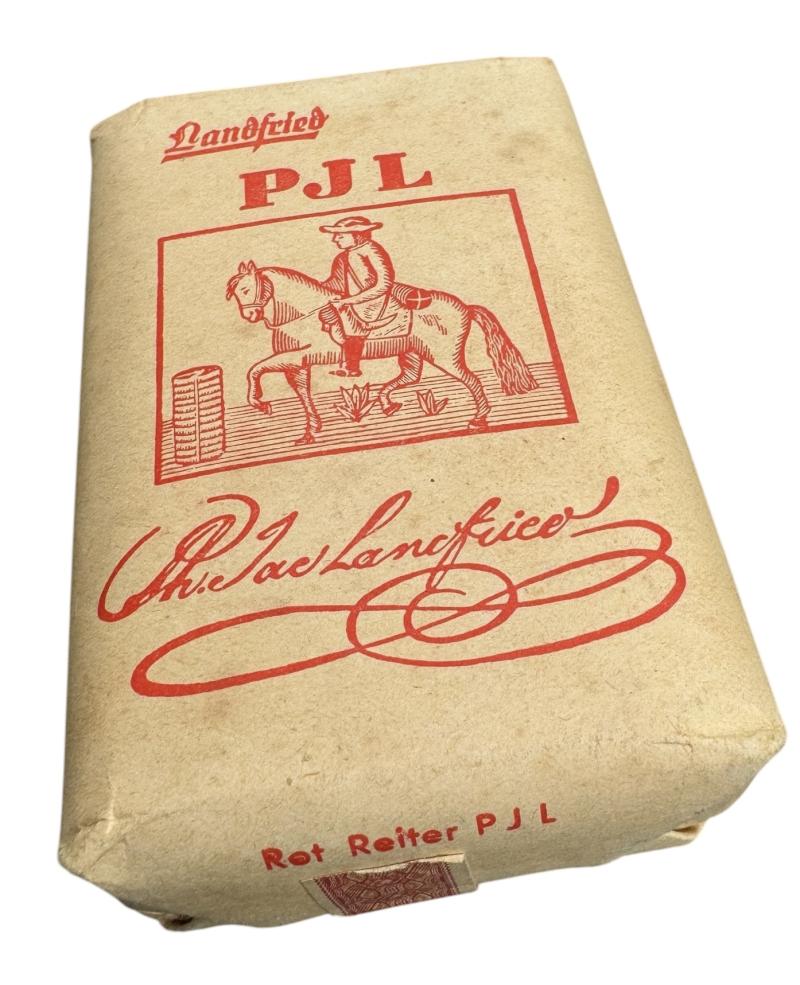 Landfried
PJL
Ph. Jac Landfried
Rot Reiter PJL